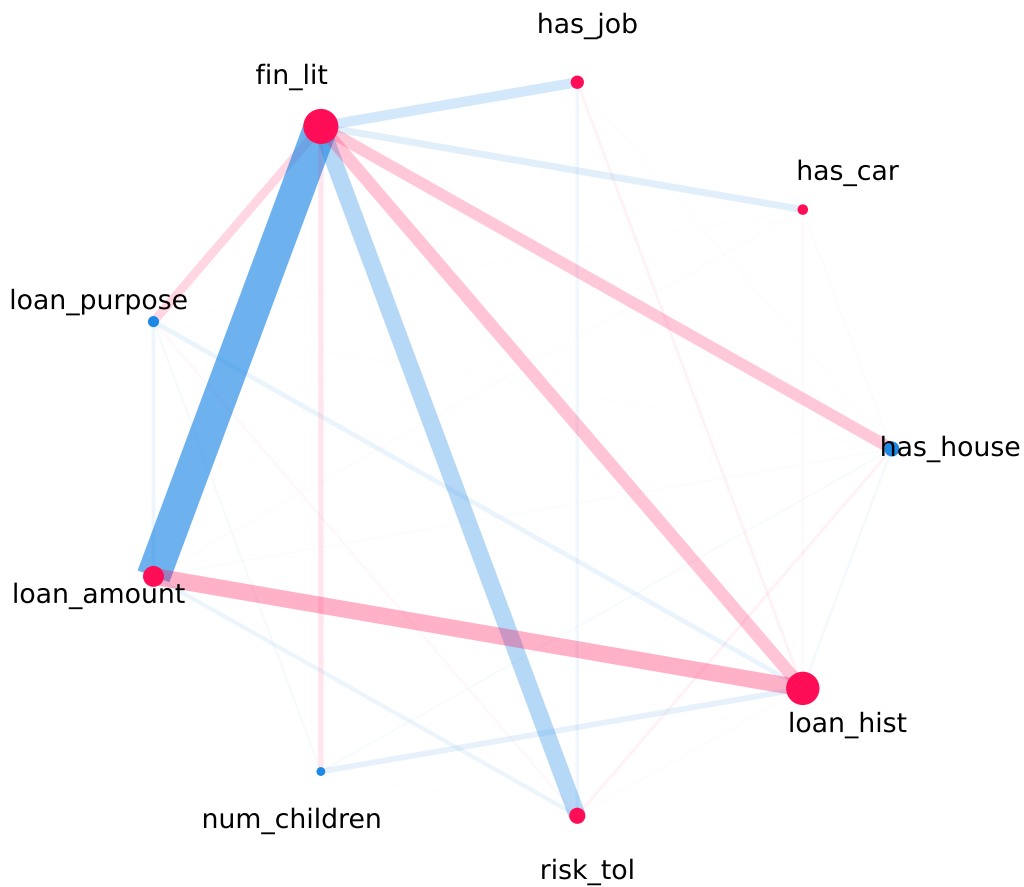 has_job
fin_lit
has_car
loan_purpose
has_house
loan_amount
loan_hist
num_children
risk_tol